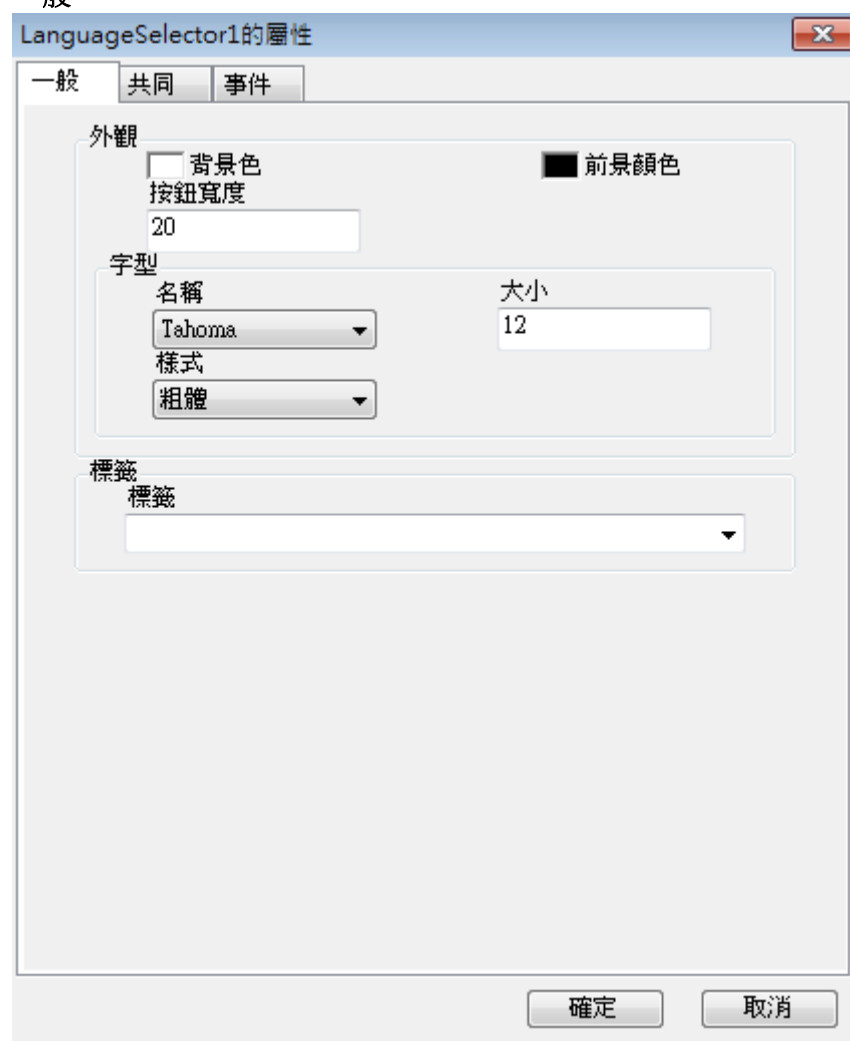 一般
LanguageSelector1的屬性
一般 共同 事件
外觀
背景色 前景顏色
按鈕寬度
20
字型
名稱 大小
Tahoma 12
樣式
粗體
標籤
標籤
確定 取消